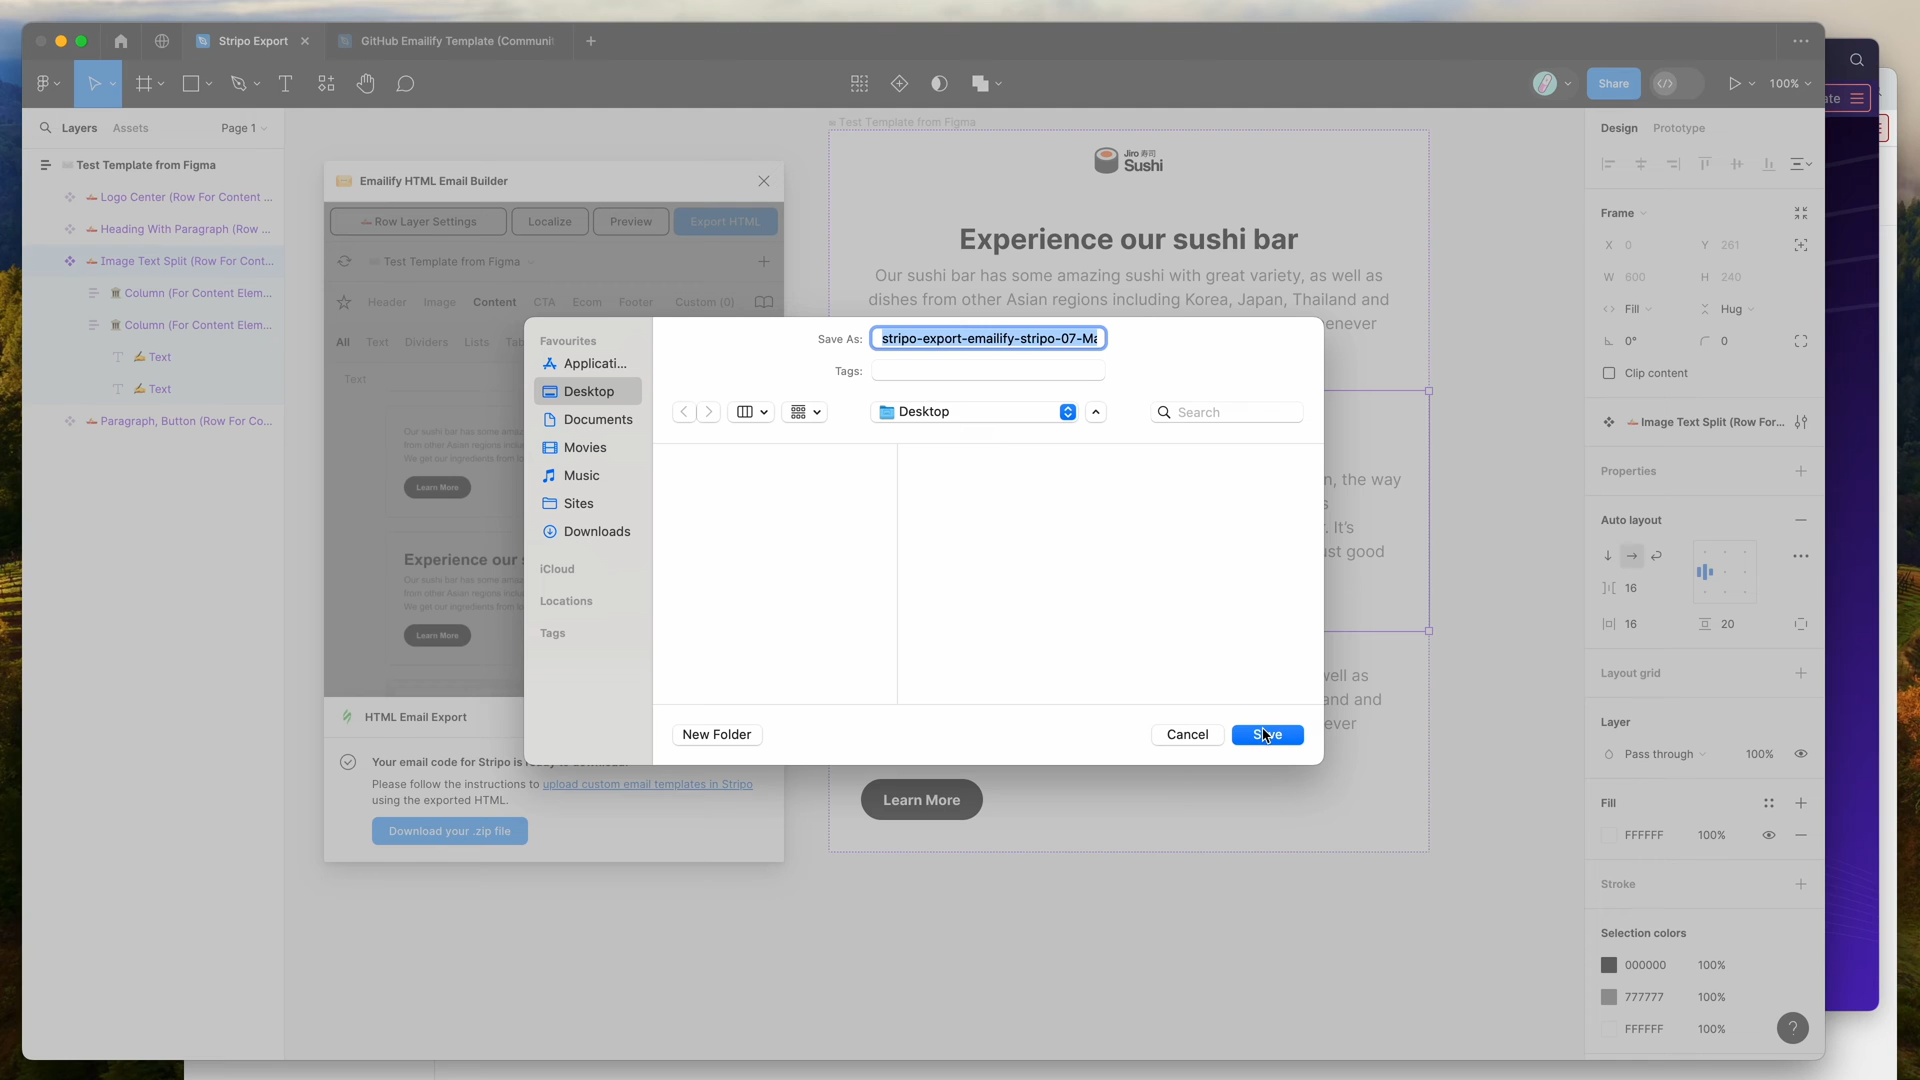 Stripo Export
GitHub Emailify Template (Communit
Share
100%
Layers
Assets
Page 1
Test Template from Figma
Logo Center (Row For Content ...
Heading With Paragraph (Row ...
Image Text Split (Row For Cont...
Column (For Content Elem...
Column (For Content Elem...
Text
Text
Paragraph, Button (Row For Co...
Emailify HTML Email Builder
Row Layer Settings
Localize
Preview
Export HTML
Test Template from Figma
Header
Image
Content
CTA
Ecom
Footer
Custom (0)
All
Text
Dividers
Lists
Text
Learn More
Experience our
Learn More
HTML Email Export
Your email code for Stripo is
Please follow the instructions to upload custom email templates in Stripo
using the exported HTML.
Download your .zip file
Test Template from Figma
Jiro 寿司
Sushi
Experience our sushi bar
Our sushi bar has some amazing sushi with great variety, as well as
dishes from other Asian regions including Korea, Japan, Thailand and
enever
n, the way
s
. It's
ust good
well as
and and
ever
Learn More
Favourites
Applicati...
Desktop
Documents
Movies
Music
Sites
Downloads
iCloud
Locations
Tags
Save As:
stripo-export-emailify-stripo-07-Ma
Tags:
Desktop
Search
New Folder
Cancel
Save
Design
Prototype
Frame
X 0
Y 261
W 600
H 240
Fill
Hug
0°
0
Clip content
Image Text Split (Row For...
Properties
Auto layout
16
16
20
Layout grid
Layer
Pass through
100%
Fill
FFFFFF
100%
Stroke
Selection colors
000000
100%
777777
100%
FFFFFF
100%
?
ate